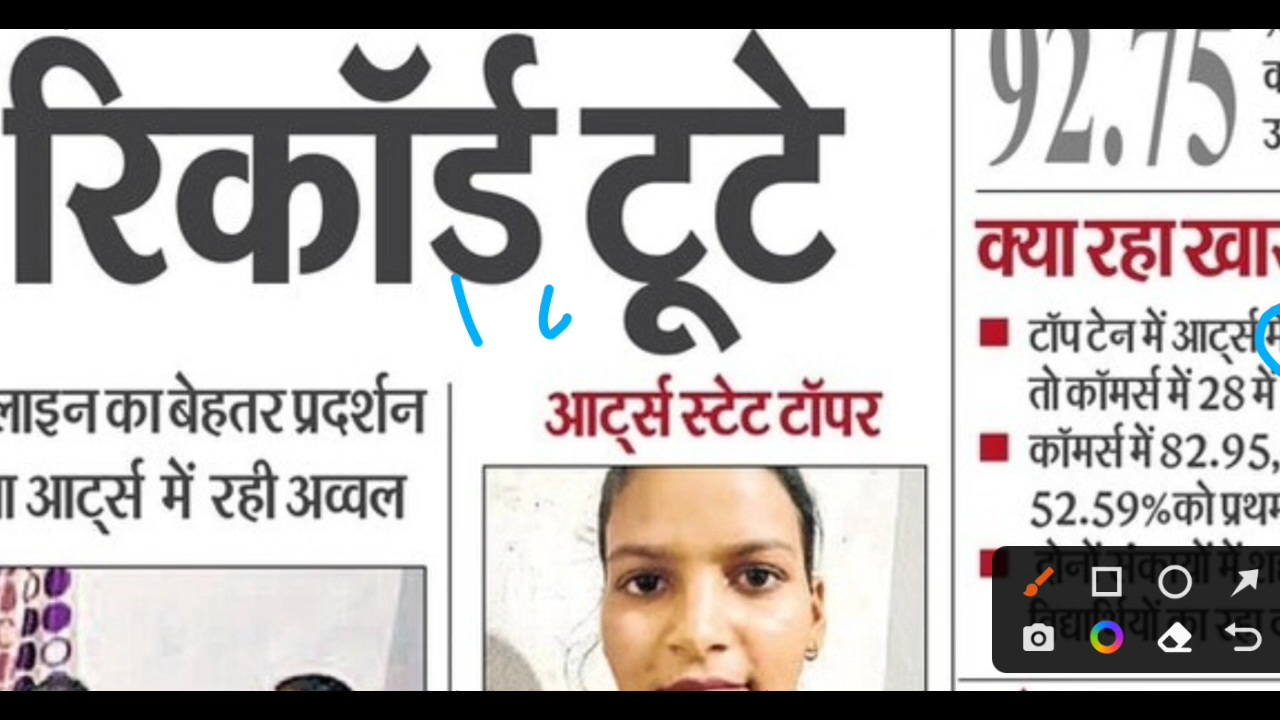 रिकॉर्ड टूटे
लाइन का बेहतर प्रदर्शन
आर्ट्स में रही अव्वल
आर्ट्स स्टेट टॉपर
92.75
क्या रहा
टॉप टेन में आर्ट्स
तो कॉमर्स में 28 में
कॉमर्स में 82.95,
52.59% को
दोनों संकायों में
विद्यार्थियों का रहा